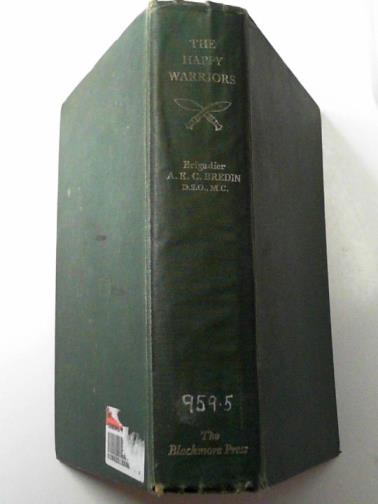 THE
HAPPY
WARRIORS
Brigadier
A. E. C. BREDIN
D.S.O., M.C.
959.5
The
Blackmore Press